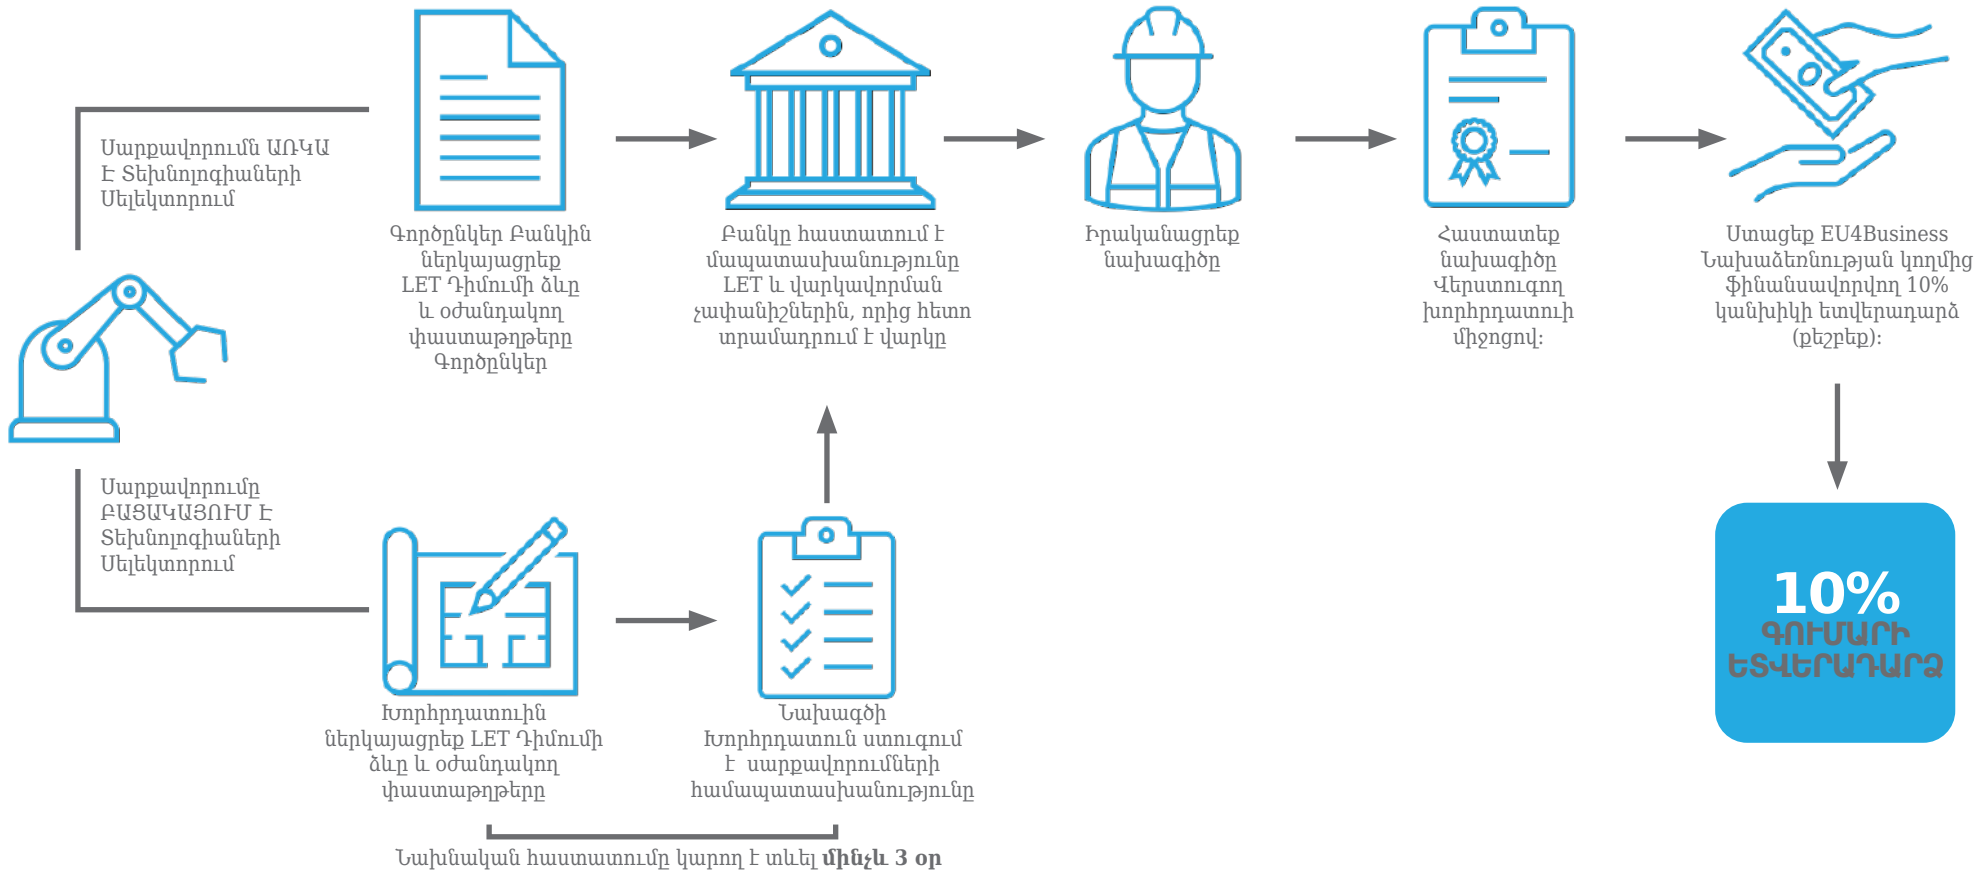 Սարքավորումն ԱՌԿԱ
Է Տեխնոլոգիաների
Սելեկտորում
Գործընկեր Բանկին
ներկայացրեք
LET Դիմումի ձևը
և օժանդակող
փաստաթղթերը
Գործընկեր
Բանկը հաստատում է
մապատասխանությունը
LET և վարկավորման
չափանիշներին, որից հետո
տրամադրում է վարկը
Իրականացրեք
նախագիծը
Հաստատեք
նախագիծը
Վերստուգող
խորհրդատուի
միջոցով:
Ստացեք EU4Business
Նախաձեռնության կողմից
ֆինանսավորվող 10%
կանխիկի ետվերադարձ
(քեշբեք):
Սարքավորումը
ԲԱՑԱԿԱՅՈՒՄ Է
Տեխնոլոգիաների
Սելեկտորում
Խորհրդատուին
ներկայացրեք LET Դիմումի
ձևը և օժանդակող
փաստաթղթերը
Նախագծի
Խորհրդատուն ստուգում
է սարքավորումների
համապատասխանությունը
10%
ԳՈՒՄԱՐԻ
ԵՏՎԵՐԱԴԱՐՁ
Նախնական հաստատումը կարող է տևել մինչև 3 օր